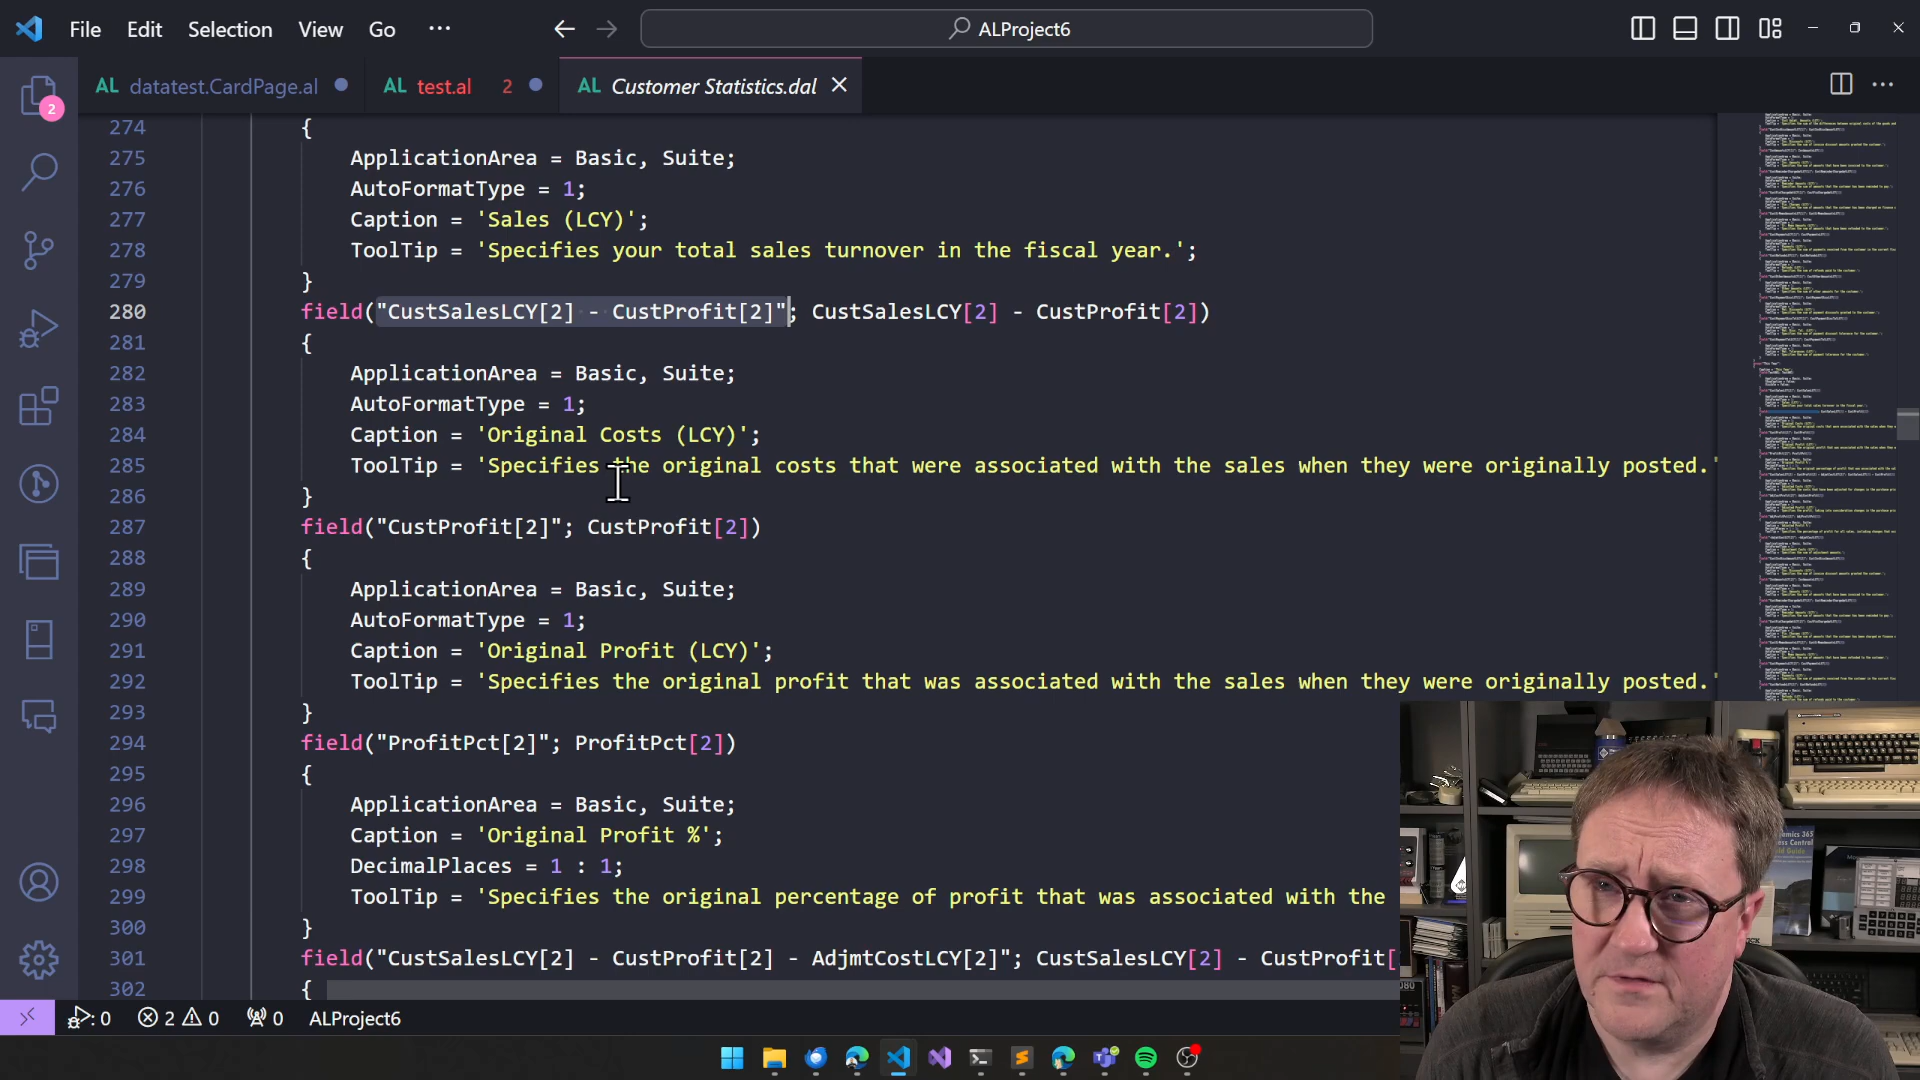 File Edit Selection View Go ··· ALProject6
AL datatest.CardPage.al AL test.al 2 AL Customer Statistics.dal
2
274 {
275 ApplicationArea = Basic, Suite;
276 AutoFormatType = 1;
277 Caption = 'Sales (LCY)';
278 ToolTip = 'Specifies your total sales turnover in the fiscal year.';
279 }
280 field("CustSalesLCY[2] - CustProfit[2]"; CustSalesLCY[2] - CustProfit[2])
281 {
282 ApplicationArea = Basic, Suite;
283 AutoFormatType = 1;
284 Caption = 'Original Costs (LCY)';
285 ToolTip = 'Specifies the original costs that were associated with the sales when they were originally posted.'
286 }
287 field("CustProfit[2]"; CustProfit[2])
288 {
289 ApplicationArea = Basic, Suite;
290 AutoFormatType = 1;
291 Caption = 'Original Profit (LCY)';
292 ToolTip = 'Specifies the original profit that was associated with the sales when they were originally posted.'
293 }
294 field("ProfitPct[2]"; ProfitPct[2])
295 {
296 ApplicationArea = Basic, Suite;
297 Caption = 'Original Profit %';
298 DecimalPlaces = 1 : 1;
299 ToolTip = 'Specifies the original percentage of profit that was associated with the
300 }
301 field("CustSalesLCY[2] - CustProfit[2] - AdjmtCostLCY[2]"; CustSalesLCY[2] - CustProfit[
302 {
0 2 0 0 ALProject6